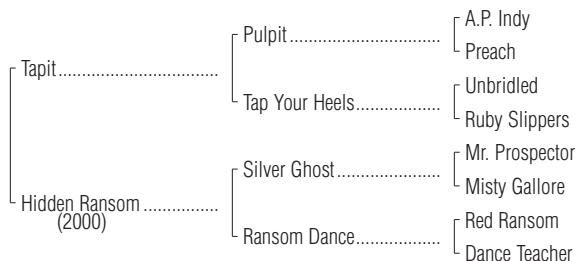 A.P. Indy
Pulpit
Preach
Tapit
Unbridled
Tap Your Heels
Ruby Slippers
Mr. Prospector
Silver Ghost
Misty Gallore
Hidden Ransom
(2000)
Red Ransom
Ransom Dance
Dance Teacher